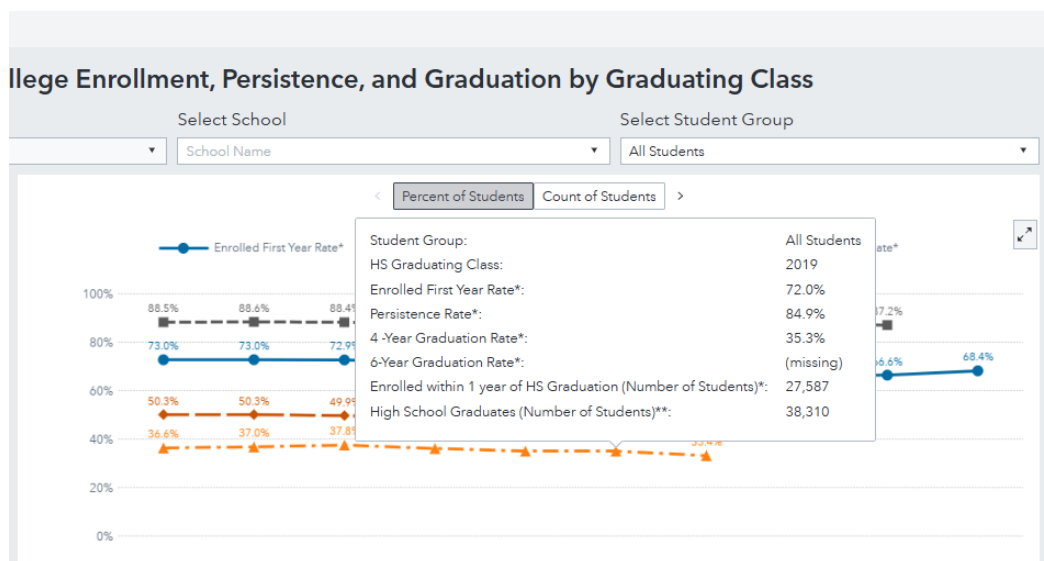 llege Enrollment, Persistence, and Graduation by Graduating Class
Select School
Select Student Group
School Name
All Students
Percent of Students
Count of Students
Enrolled First Year Rate*
ate*
Student Group: All Students
HS Graduating Class: 2019
Enrolled First Year Rate*: 72.0%
Persistence Rate*: 84.9%
4 -Year Graduation Rate*: 35.3%
6-Year Graduation Rate*: (missing)
Enrolled within 1 year of HS Graduation (Number of Students)*: 27,587
High School Graduates (Number of Students)**: 38,310
100%
88.5% 88.6% 88.4% 7.2%
80%
73.0% 73.0% 72.9% 6.6% 68.4%
60%
50.3% 50.3% 49.9%
40%
36.6% 37.0% 37.8%
20%
0%